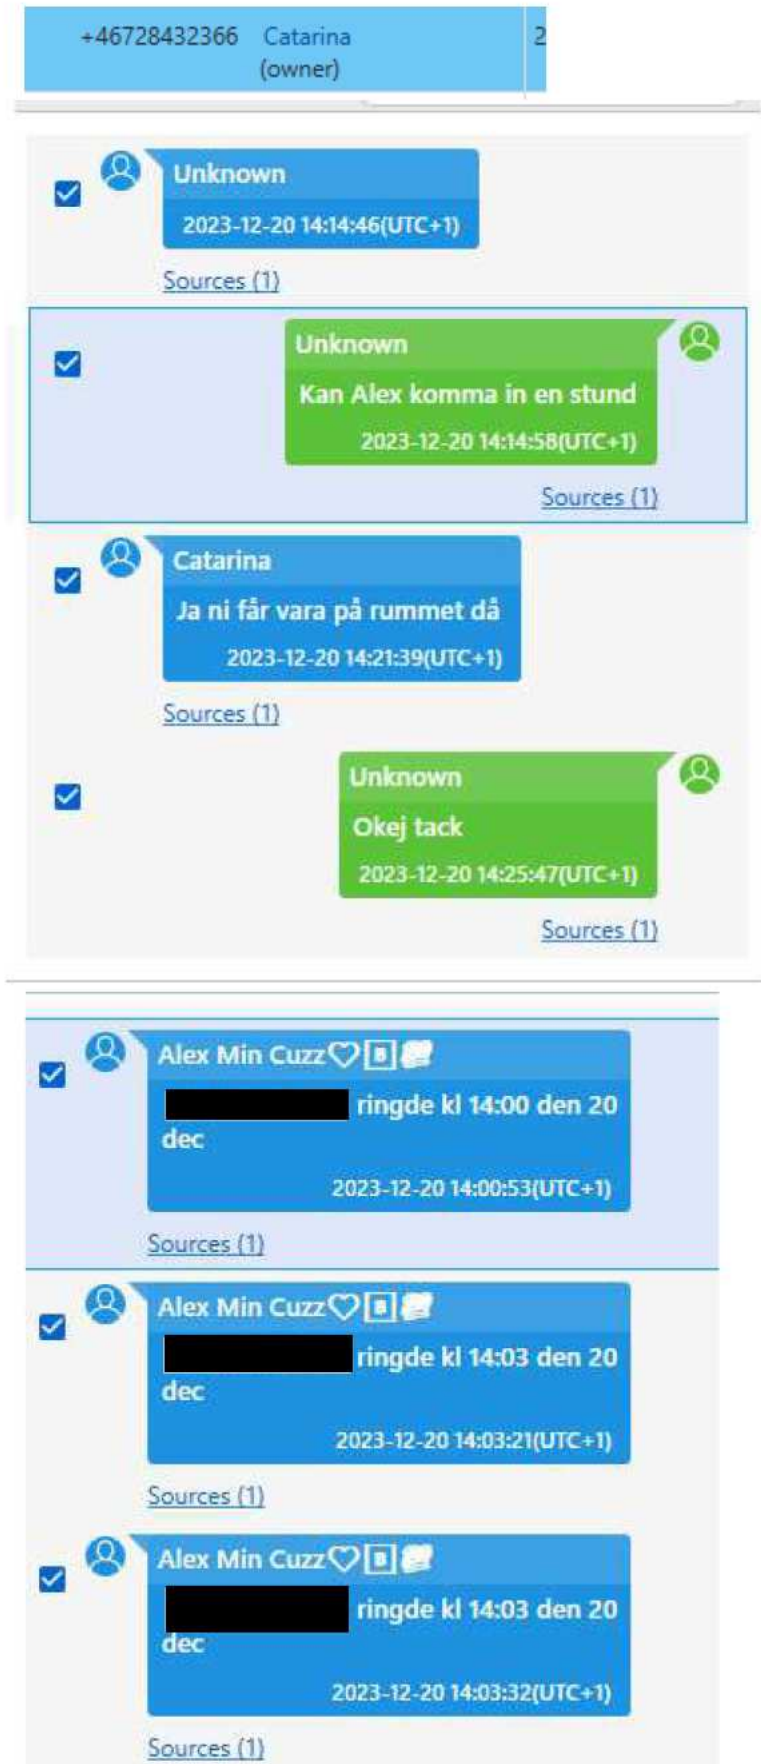 +46728432366 Catarina 2
(owner)
Unknown
2023-12-20 14:14:46(UTC+1)
Sources (1)
Unknown
Kan Alex komma in en stund
2023-12-20 14:14:58(UTC+1)
Sources (1)
Catarina
Ja ni får vara på rummet då
2023-12-20 14:21:39(UTC+1)
Sources (1)
Unknown
Okej tack
2023-12-20 14:25:47(UTC+1)
Sources (1)
Alex Min Cuzz♡🄱
ringde kl 14:00 den 20
dec
2023-12-20 14:00:53(UTC+1)
Sources (1)
Alex Min Cuzz♡🄱
ringde kl 14:03 den 20
dec
2023-12-20 14:03:21(UTC+1)
Sources (1)
Alex Min Cuzz♡🄱
ringde kl 14:03 den 20
dec
2023-12-20 14:03:32(UTC+1)
Sources (1)